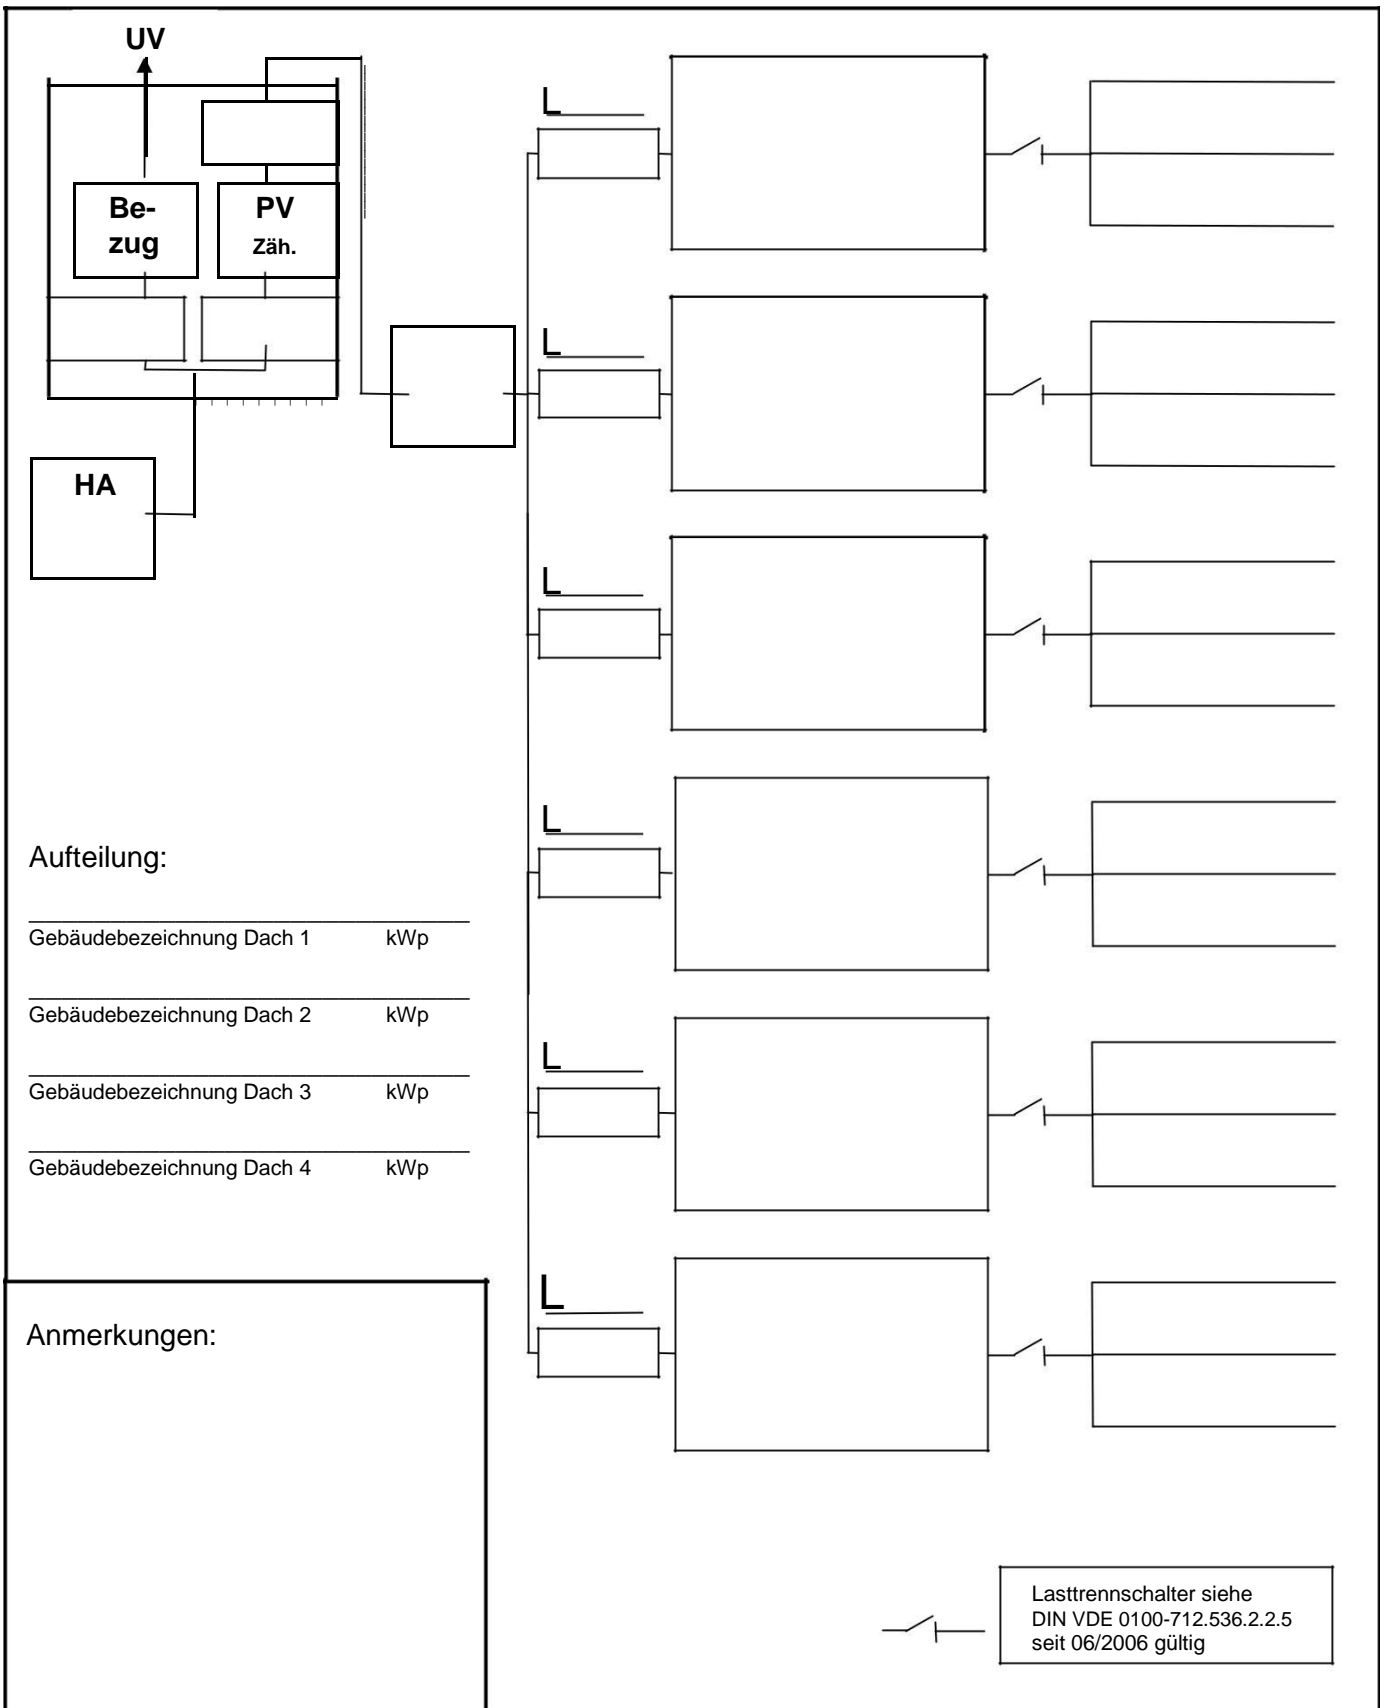 UV
Be-
zug
PV
Zäh.
HA
L
L
L
L
L
L
Aufteilung:
Gebäudebezeichnung Dach 1 kWp
Gebäudebezeichnung Dach 2 kWp
Gebäudebezeichnung Dach 3 kWp
Gebäudebezeichnung Dach 4 kWp
Anmerkungen:
Lasttrennschalter siehe
DIN VDE 0100-712.536.2.2.5
seit 06/2006 gültig